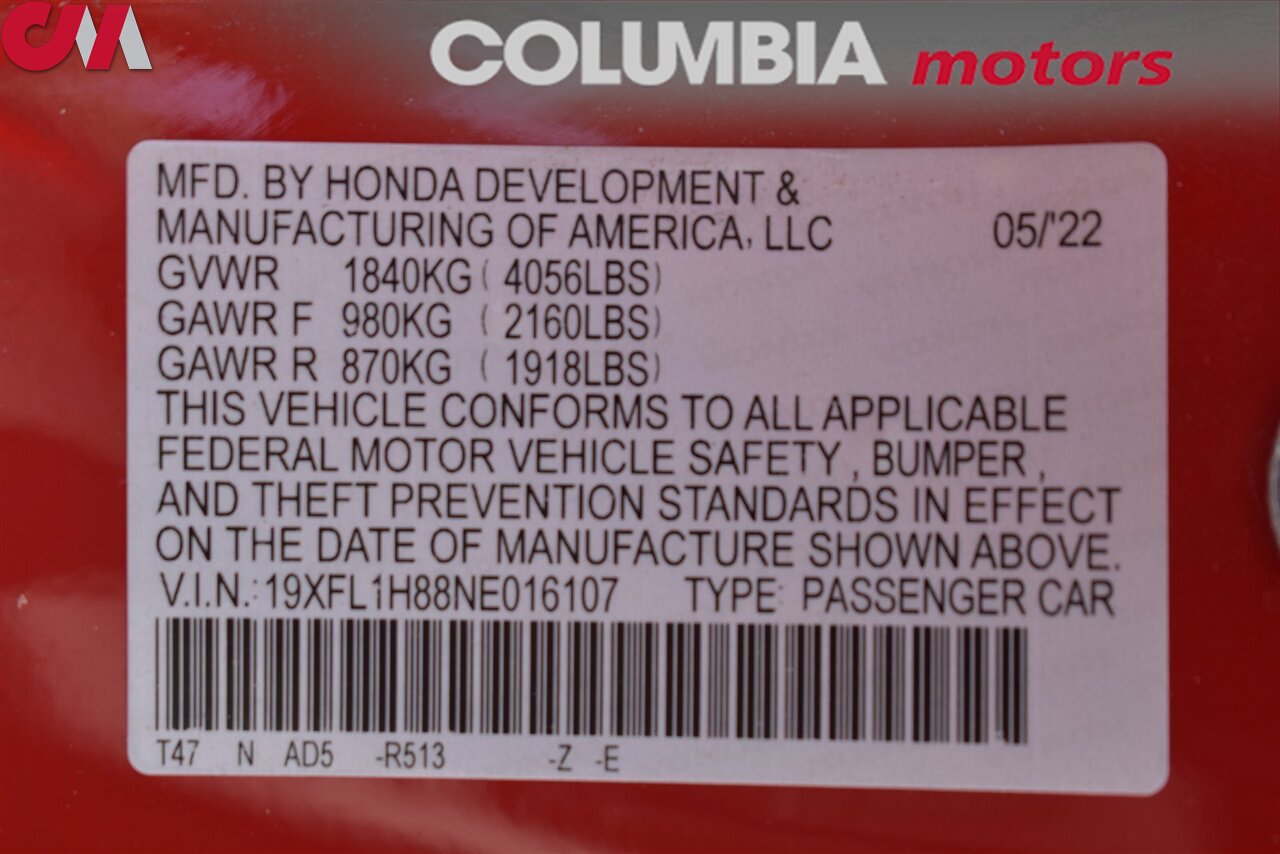 CM
COLUMBIA motors
MFD. BY HONDA DEVELOPMENT &
MANUFACTURING OF AMERICA, LLC 05/'22
GVWR 1840KG ( 4056LBS)
GAWR F 980KG ( 2160LBS)
GAWR R 870KG ( 1918LBS)
THIS VEHICLE CONFORMS TO ALL APPLICABLE
FEDERAL MOTOR VEHICLE SAFETY , BUMPER ,
AND THEFT PREVENTION STANDARDS IN EFFECT
ON THE DATE OF MANUFACTURE SHOWN ABOVE.
V.I.N.: 19XFL1H88NE016107 TYPE: PASSENGER CAR
T47 N AD5 -R513 -Z -E